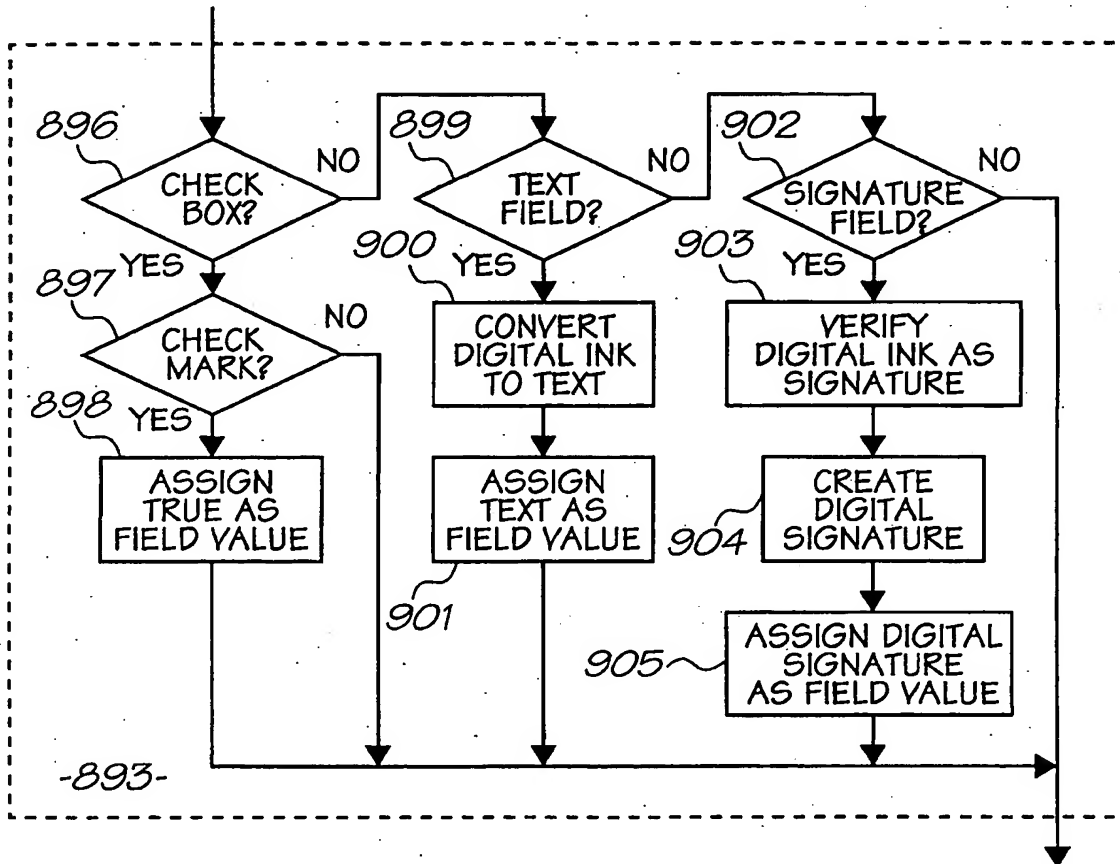 896
CHECK
BOX?
NO
YES
899
TEXT
FIELD?
NO
YES
902
SIGNATURE
FIELD?
NO
YES
897
CHECK
MARK?
NO
YES
900
CONVERT
DIGITAL INK
TO TEXT
903
VERIFY
DIGITAL INK AS
SIGNATURE
898
ASSIGN
TRUE AS
FIELD VALUE
ASSIGN
TEXT AS
FIELD VALUE
901
CREATE
DIGITAL
SIGNATURE
904
ASSIGN DIGITAL
SIGNATURE
AS FIELD VALUE
905
-893-